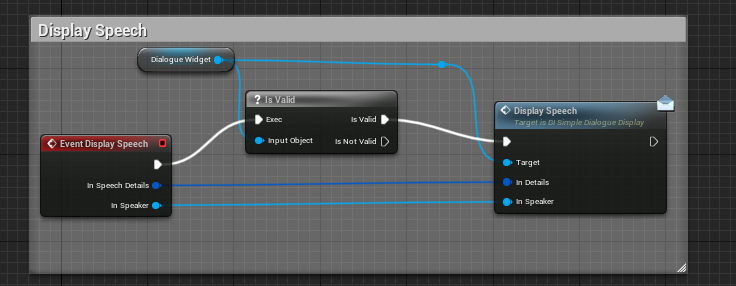 Display Speech
Dialogue Widget
? Is Valid
Exec
Is Valid
Input Object
Is Not Valid
Event Display Speech
In Speech Details
In Speaker
Display Speech
Target is BI Simple Dialogue Display
Target
In Details
In Speaker